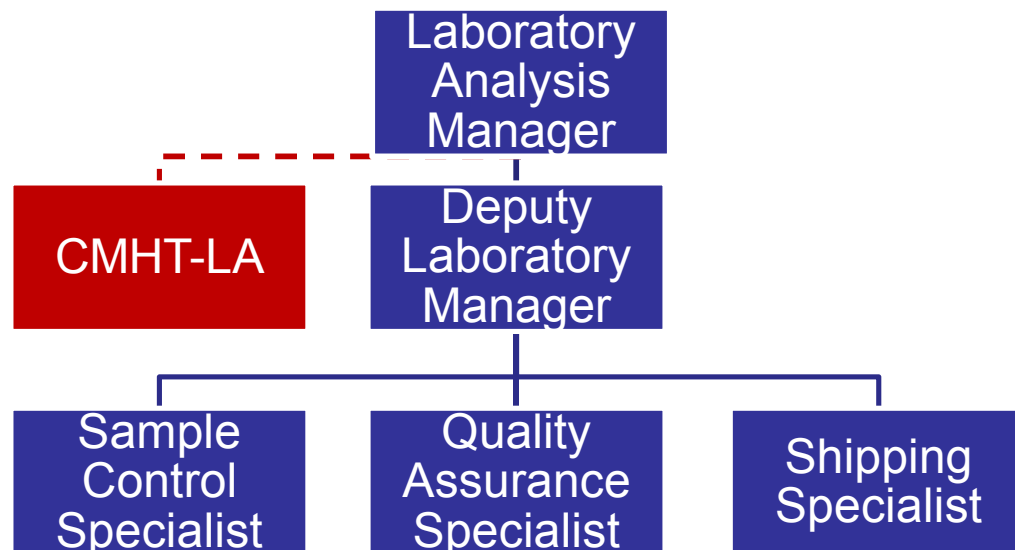 Laboratory
Analysis
Manager
CMHT-LA
Deputy
Laboratory
Manager
Sample
Control
Specialist
Quality
Assurance
Specialist
Shipping
Specialist